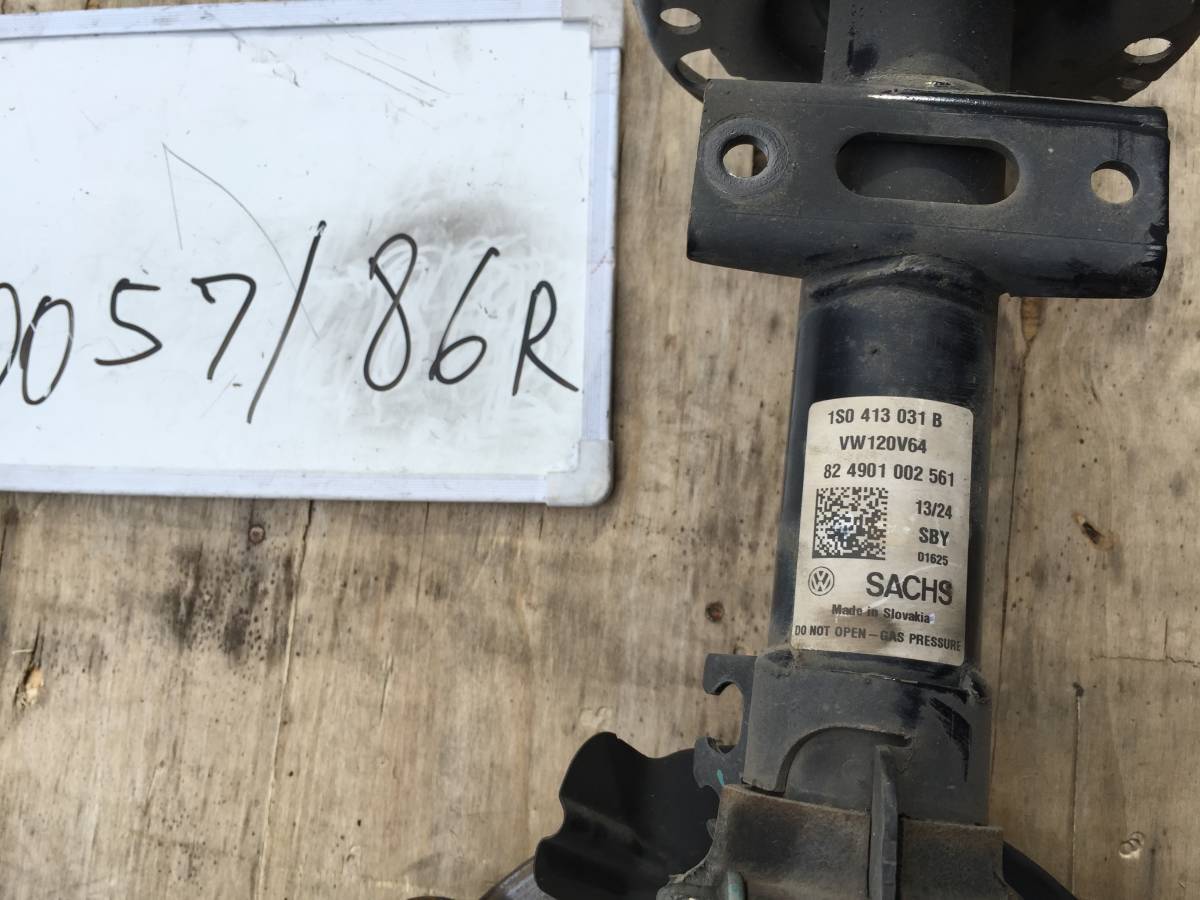 0057/86R
1S0 413 031 B
VW120V64
82 4901 002 561
13/24
SBY
01625
SACHS
Made in Slovakia
DO NOT OPEN - GAS PRESSURE